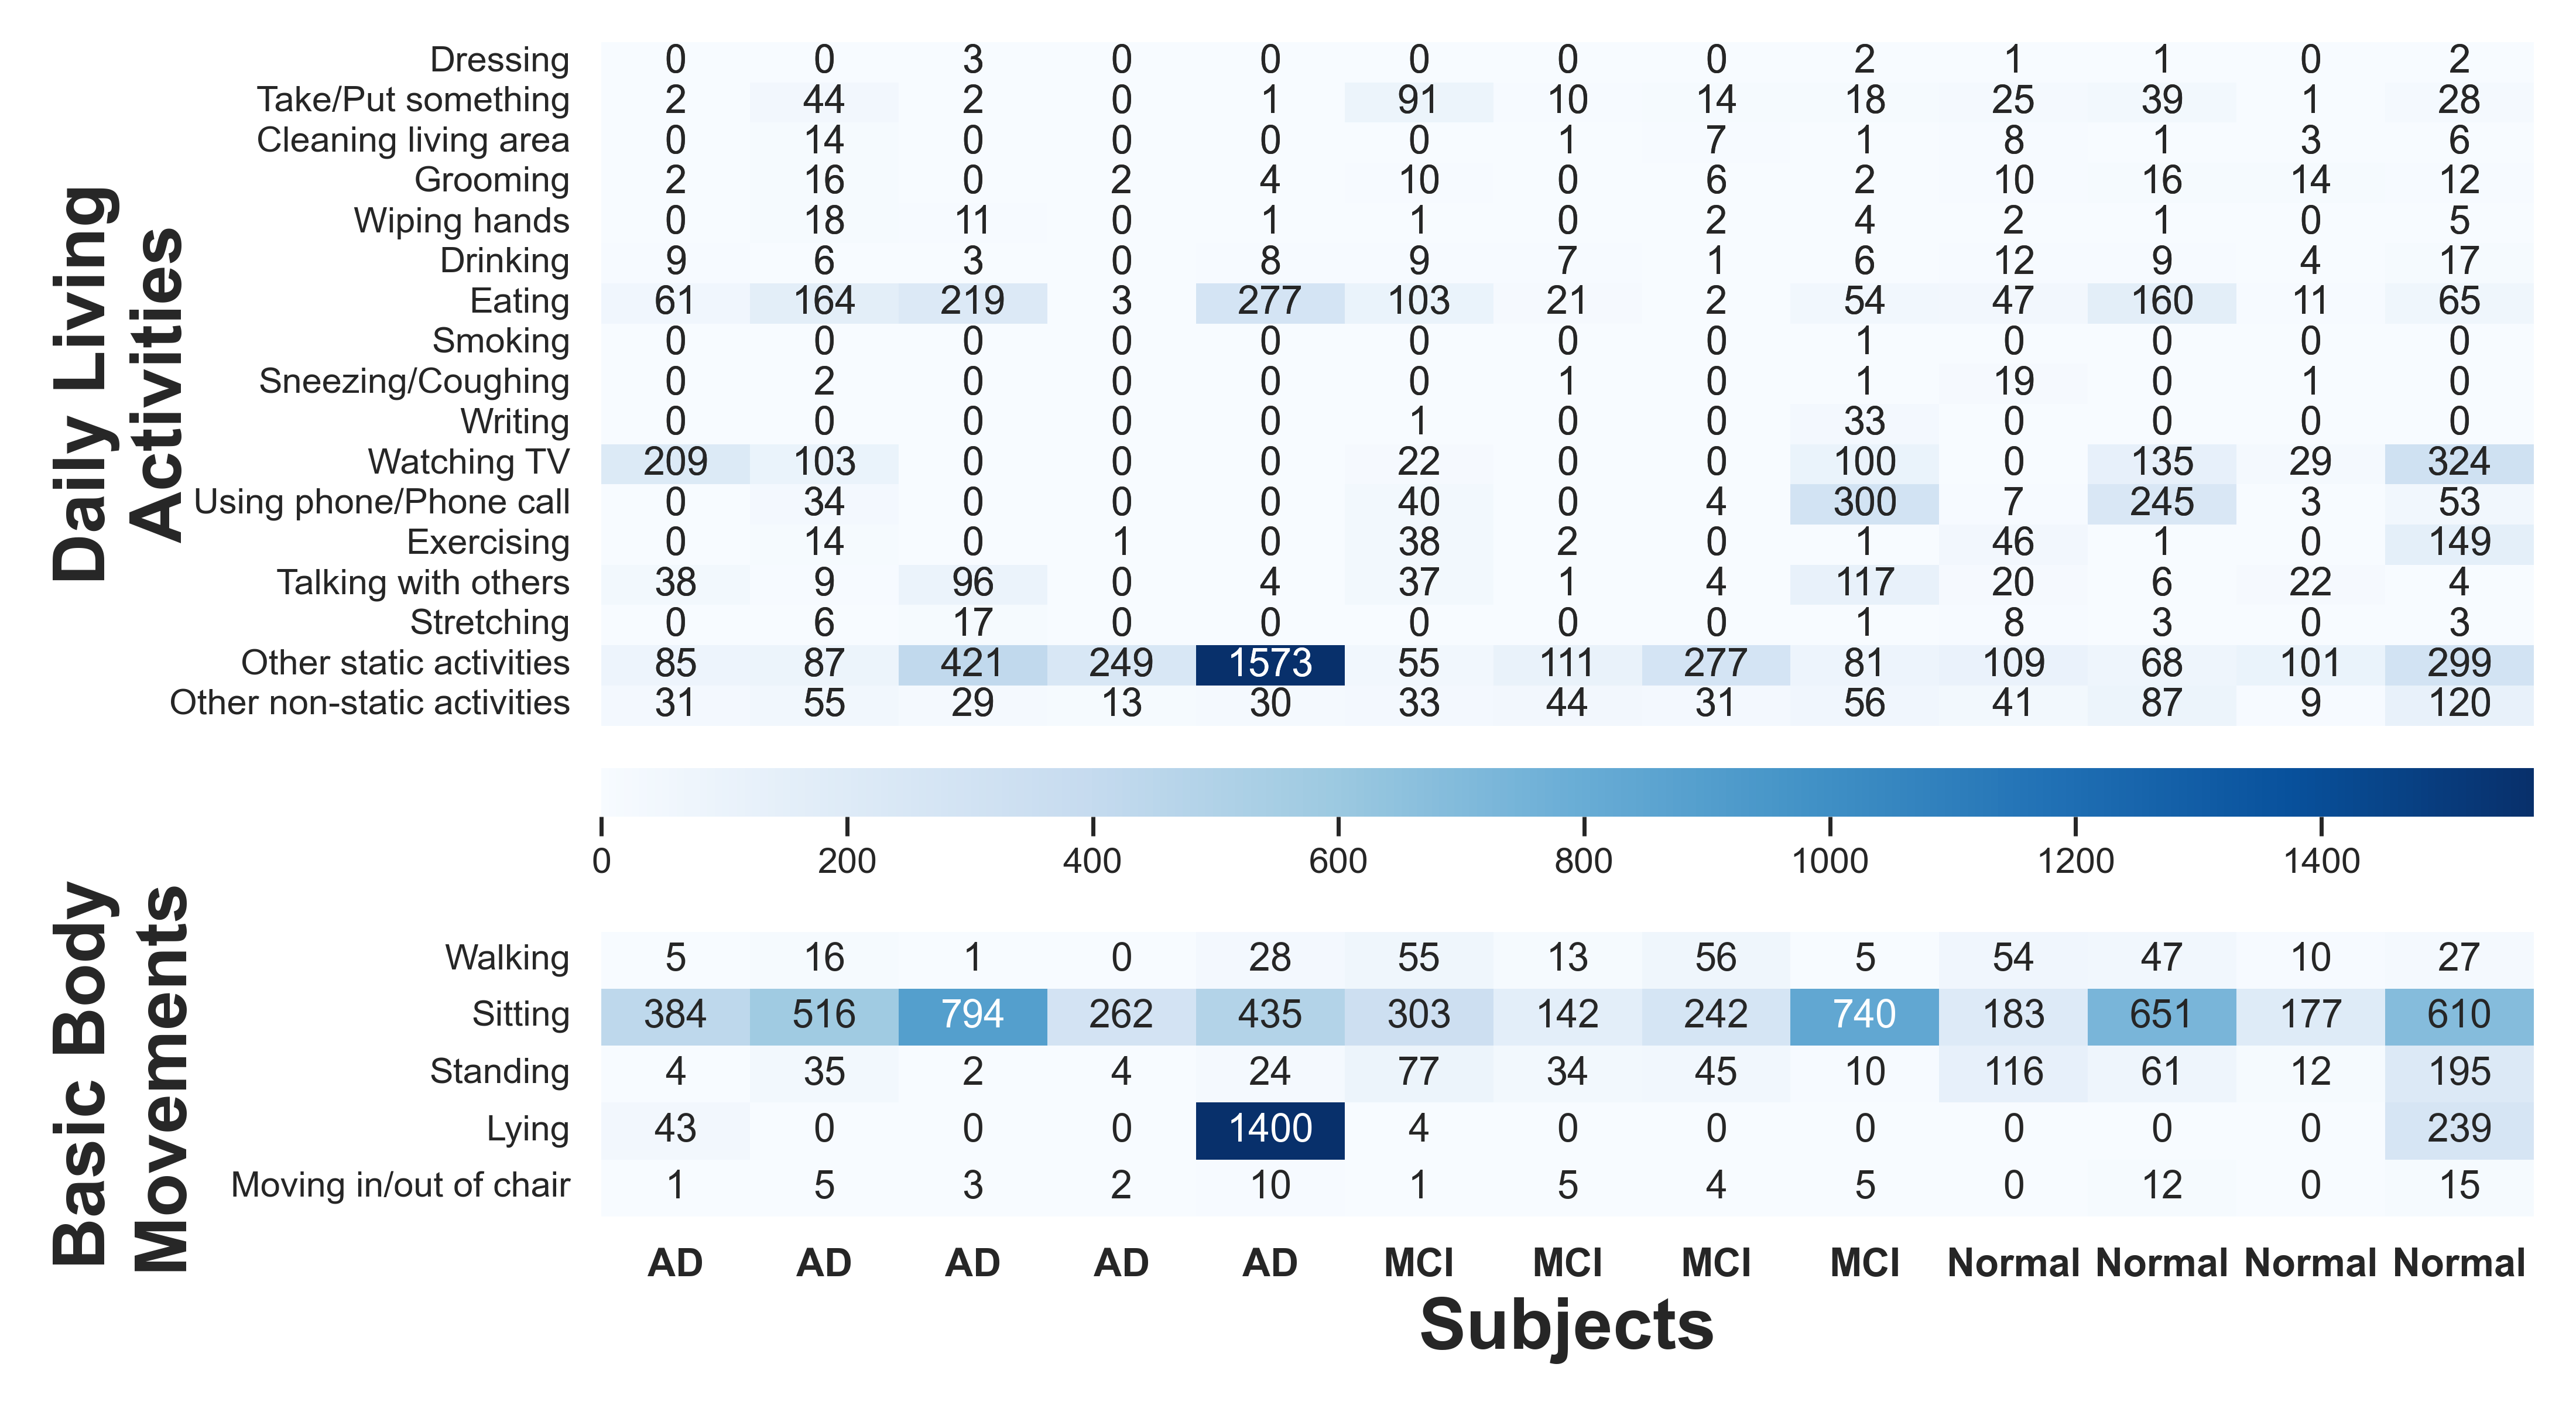 Daily Living
Activities
Dressing 0 0 3 0 0 0 0 0 2 1 1 0 2
Take/Put something 2 44 2 0 1 91 10 14 18 25 39 1 28
Cleaning living area 0 14 0 0 0 0 1 7 1 8 1 3 6
Grooming 2 16 0 2 4 10 0 6 2 10 16 14 12
Wiping hands 0 18 11 0 1 1 0 2 4 2 1 0 5
Drinking 9 6 3 0 8 9 7 1 6 12 9 4 17
Eating 61 164 219 3 277 103 21 2 54 47 160 11 65
Smoking 0 0 0 0 0 0 0 0 1 0 0 0 0
Sneezing/Coughing 0 2 0 0 0 0 1 0 1 19 0 1 0
Writing 0 0 0 0 0 1 0 0 33 0 0 0 0
Watching TV 209 103 0 0 0 22 0 0 100 0 135 29 324
Using phone/Phone call 0 34 0 0 0 40 0 4 300 7 245 3 53
Exercising 0 14 0 1 0 38 2 0 1 46 1 0 149
Talking with others 38 9 96 0 4 37 1 4 117 20 6 22 4
Stretching 0 6 17 0 0 0 0 0 1 8 3 0 3
Other static activities 85 87 421 249 1573 55 111 277 81 109 68 101 299
Other non-static activities 31 55 29 13 30 33 44 31 56 41 87 9 120
0 200 400 600 800 1000 1200 1400
Basic Body
Movements
Walking 5 16 1 0 28 55 13 56 5 54 47 10 27
Sitting 384 516 794 262 435 303 142 242 740 183 651 177 610
Standing 4 35 2 4 24 77 34 45 10 116 61 12 195
Lying 43 0 0 0 1400 4 0 0 0 0 0 0 239
Moving in/out of chair 1 5 3 2 10 1 5 4 5 0 12 0 15
AD AD AD AD AD MCI MCI MCI MCI Normal Normal Normal Normal
Subjects